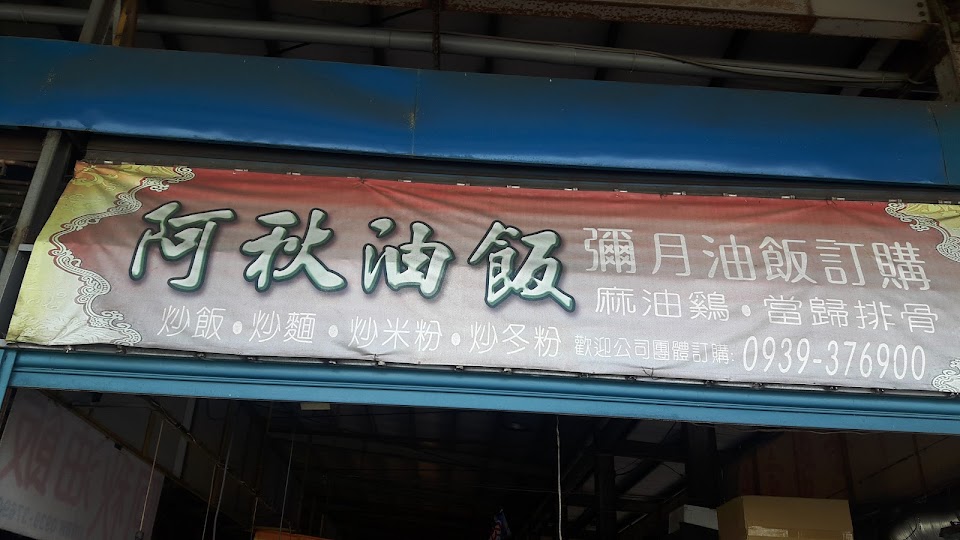 阿秋油飯
彌月油飯訂購
麻油鷄·當歸排骨
炒飯·炒麵·炒米粉·炒冬粉
歡迎公司團體訂購:0939-376900